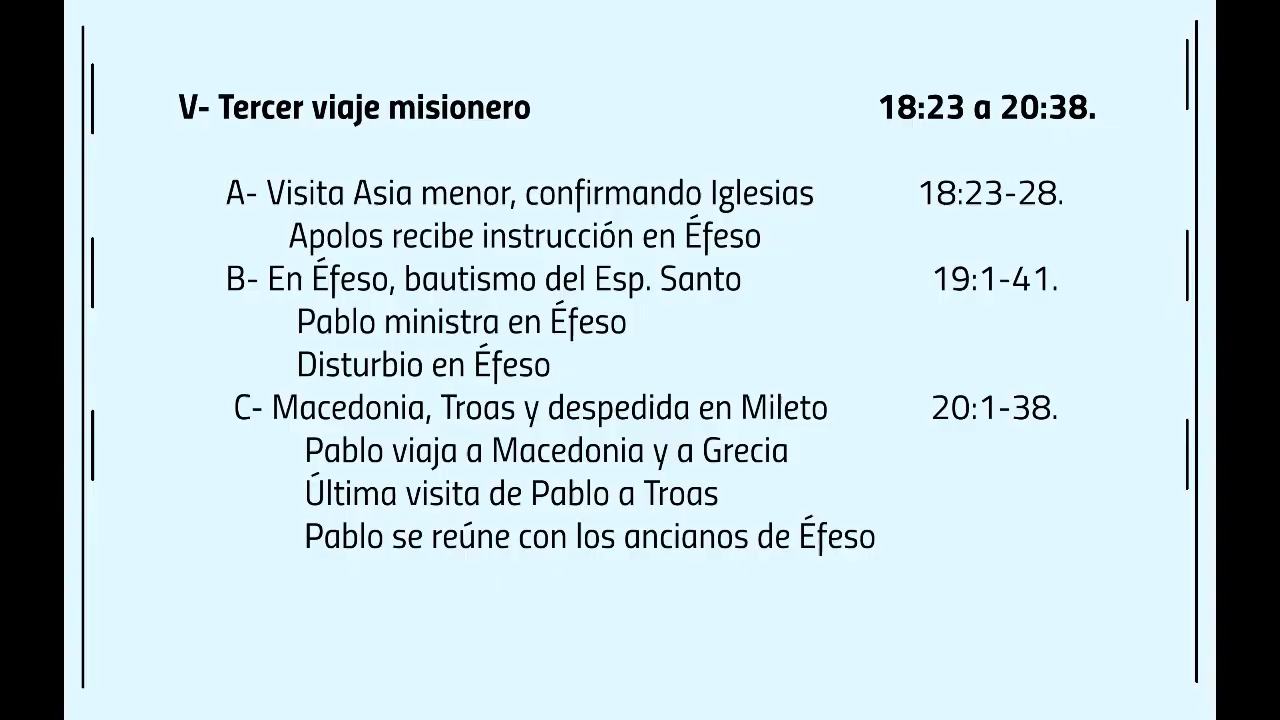 V- Tercer viaje misionero 18:23 a 20:38.
A- Visita Asia menor, confirmando Iglesias 18:23-28.
Apolos recibe instrucción en Éfeso
B- En Éfeso, bautismo del Esp. Santo 19:1-41.
Pablo ministra en Éfeso
Disturbio en Éfeso
C- Macedonia, Troas y despedida en Mileto 20:1-38.
Pablo viaja a Macedonia y a Grecia
Última visita de Pablo a Troas
Pablo se reúne con los ancianos de Éfeso